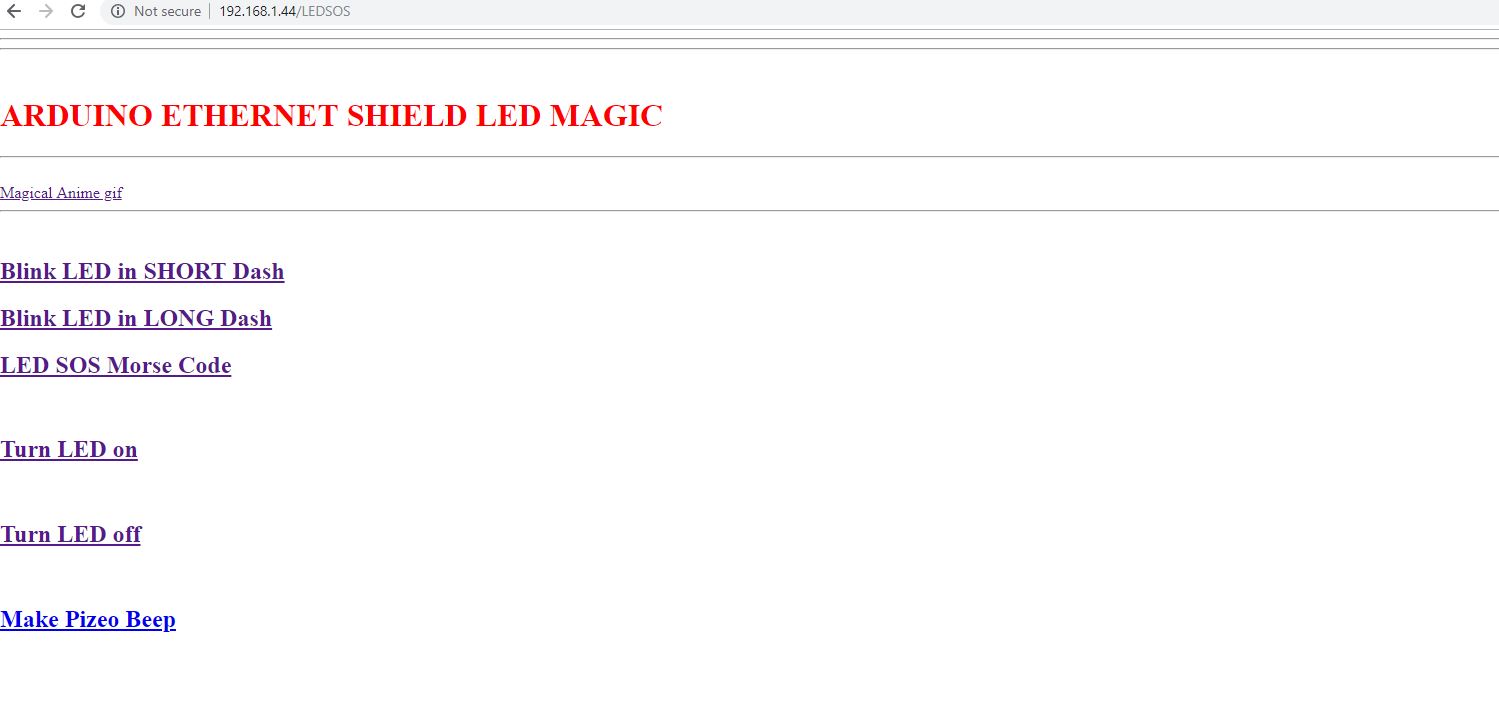 Not secure | 192.168.1.44/LEDSOS
ARDUINO ETHERNET SHIELD LED MAGIC
Magical Anime gif
Blink LED in SHORT Dash
Blink LED in LONG Dash
LED SOS Morse Code
Turn LED on
Turn LED off
Make Pizeo Beep